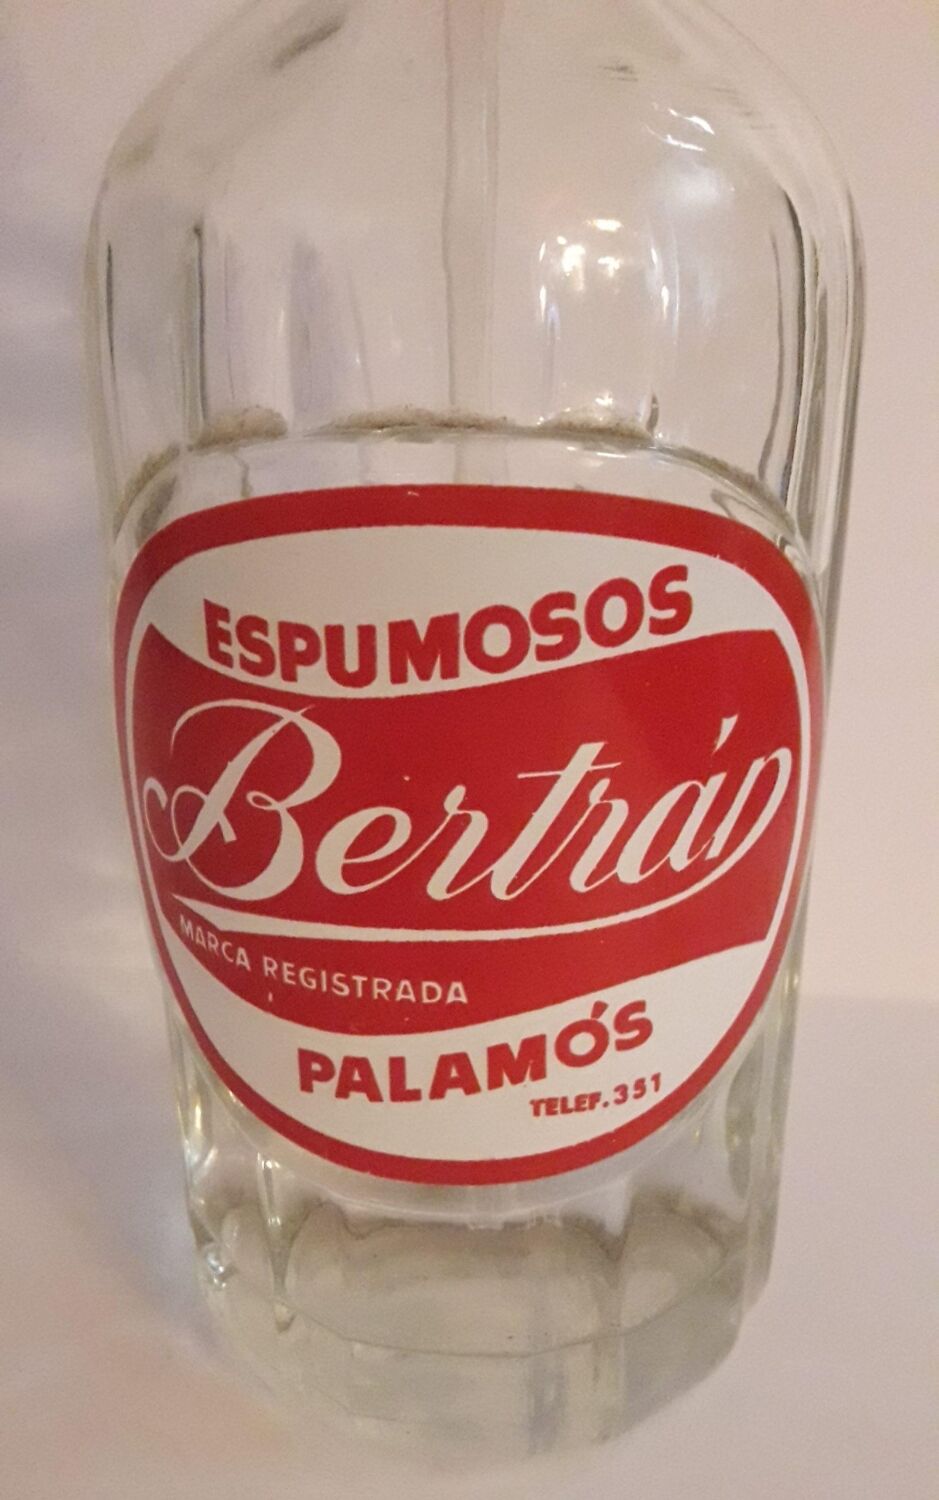 ESPUMOSOS
Bertrán
MARCA REGISTRADA
PALAMÓS
TELEF. 351